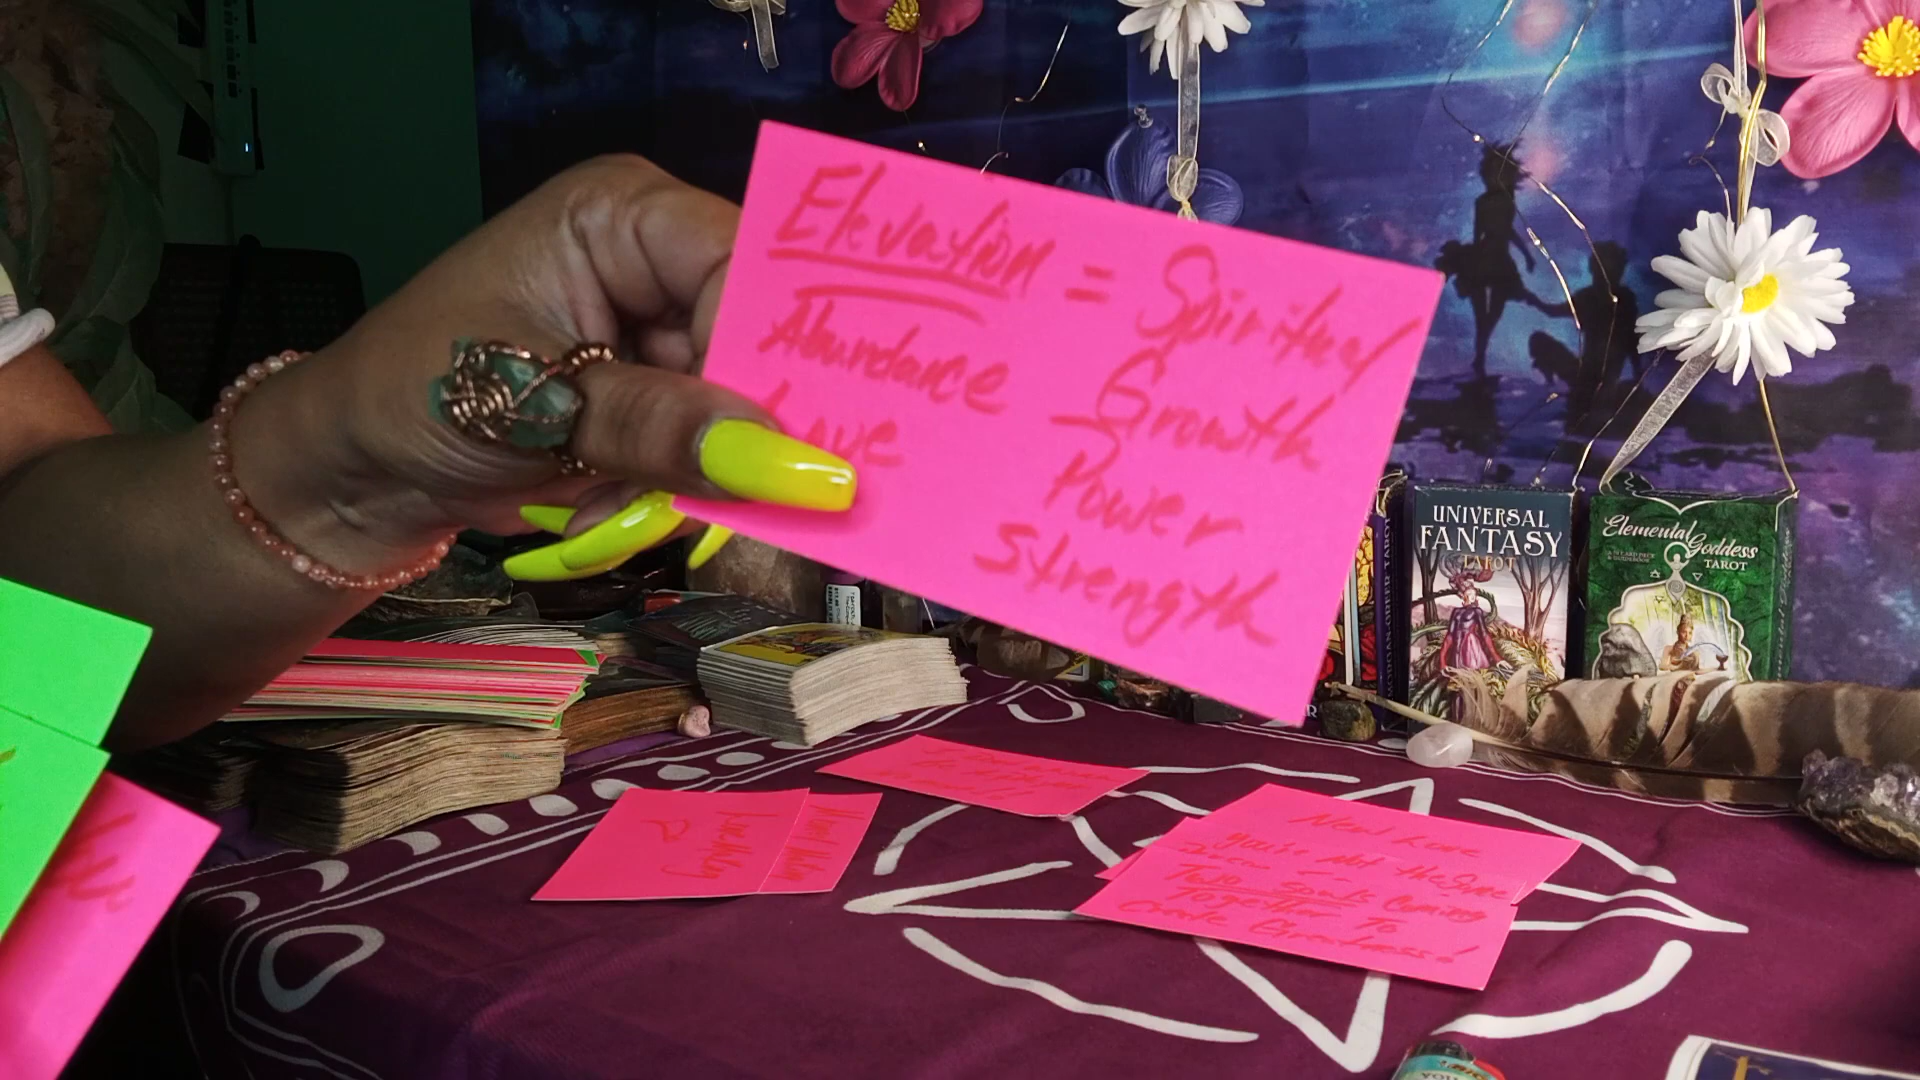 Elevation = Spiritual
Abundance Growth
Love Power
Strength
UNIVERSAL
FANTASY
TAROT
Elemental
Goddess
TAROT
New Love
you're not the same
Two souls coming
Together To
Create Greatness!